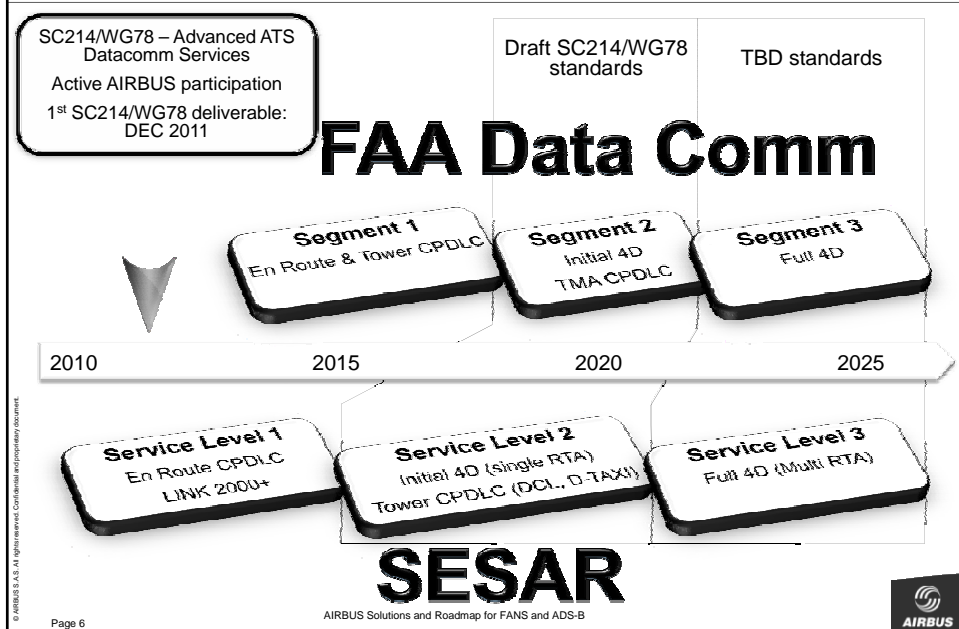 SC214/WG78 – Advanced ATS
Datacomm Services
Active AIRBUS participation
1st SC214/WG78 deliverable:
DEC 2011
Draft SC214/WG78
standards
TBD standards
FAA Data Comm
Segment 1
En Route & Tower CPDLC
Segment 2
Initial 4D
TMA CPDLC
Segment 3
Full 4D
2010 2015 2020 2025
Service Level 1
En Route CPDLC
LINK 2000+
Service Level 2
Initial 4D (single RTA)
Tower CPDLC (DCL, D-TAXI)
Service Level 3
Full 4D (Multi RTA)
SESAR
© AIRBUS S.A.S. All rights reserved. Confidential and proprietary document.
Page 6
AIRBUS Solutions and Roadmap for FANS and ADS-B
AIRBUS